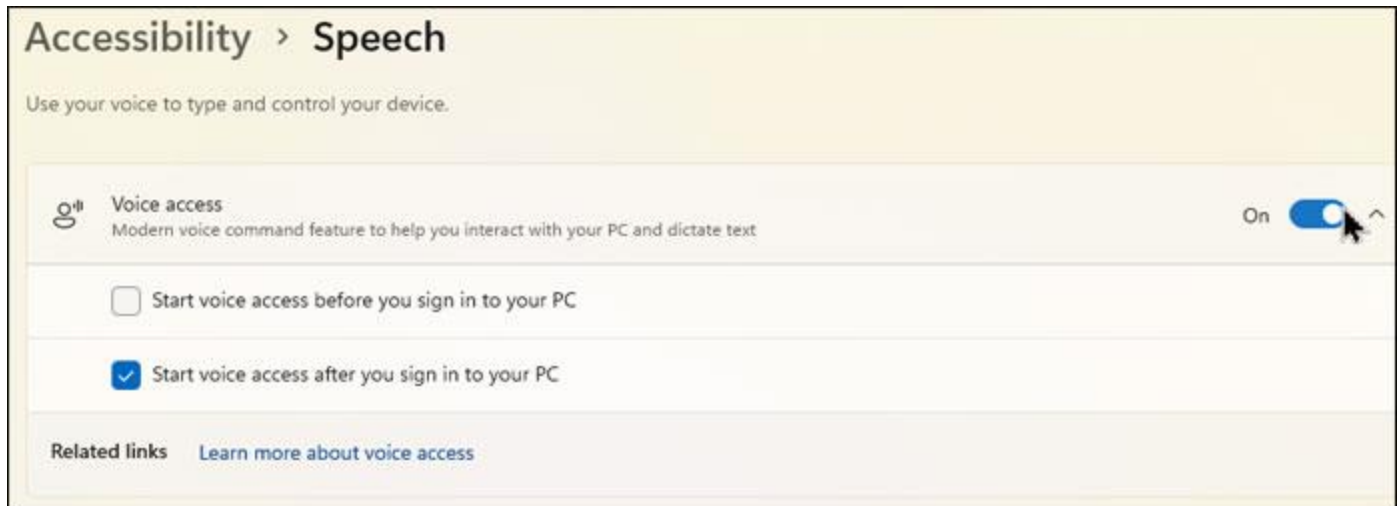 Accessibility > Speech
Use your voice to type and control your device.
Voice access
Modern voice command feature to help you interact with your PC and dictate text
On
Start voice access before you sign in to your PC
Start voice access after you sign in to your PC
Related links Learn more about voice access